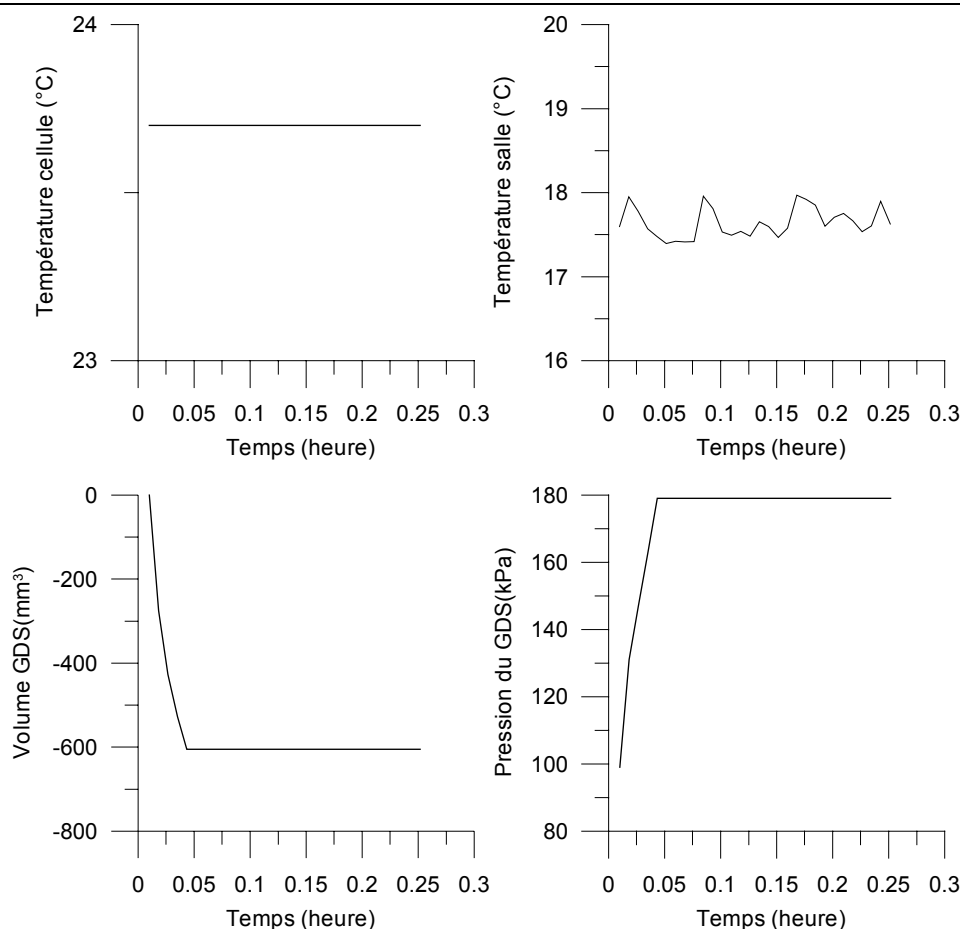 Température cellule (°C)
24
23
0 0.05 0.1 0.15 0.2 0.25 0.3
Temps (heure)
Température salle (°C)
20
19
18
17
16
0 0.05 0.1 0.15 0.2 0.25 0.3
Temps (heure)
Volume GDS(mm³)
0
-200
-400
-600
-800
0 0.05 0.1 0.15 0.2 0.25 0.3
Temps (heure)
Pression du GDS(kPa)
180
160
140
120
100
80
0 0.05 0.1 0.15 0.2 0.25 0.3
Temps (heure)